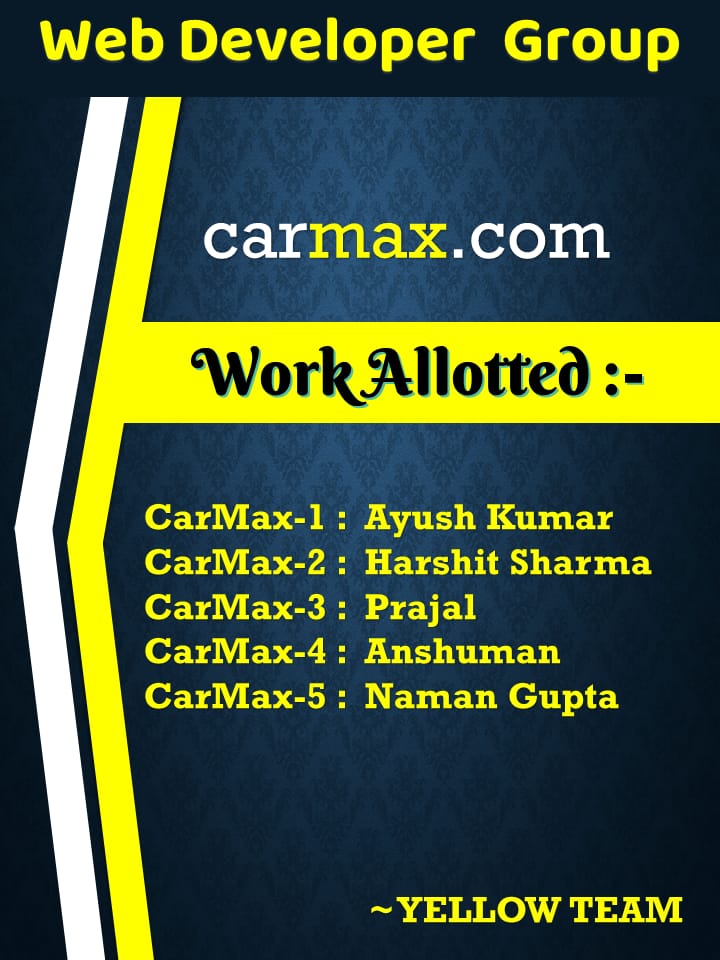 Web Developer Group
carmax.com
Work Allotted :-
CarMax-1 : Ayush Kumar
CarMax-2 : Harshit Sharma
CarMax-3 : Prajal
CarMax-4 : Anshuman
CarMax-5 : Naman Gupta
~YELLOW TEAM